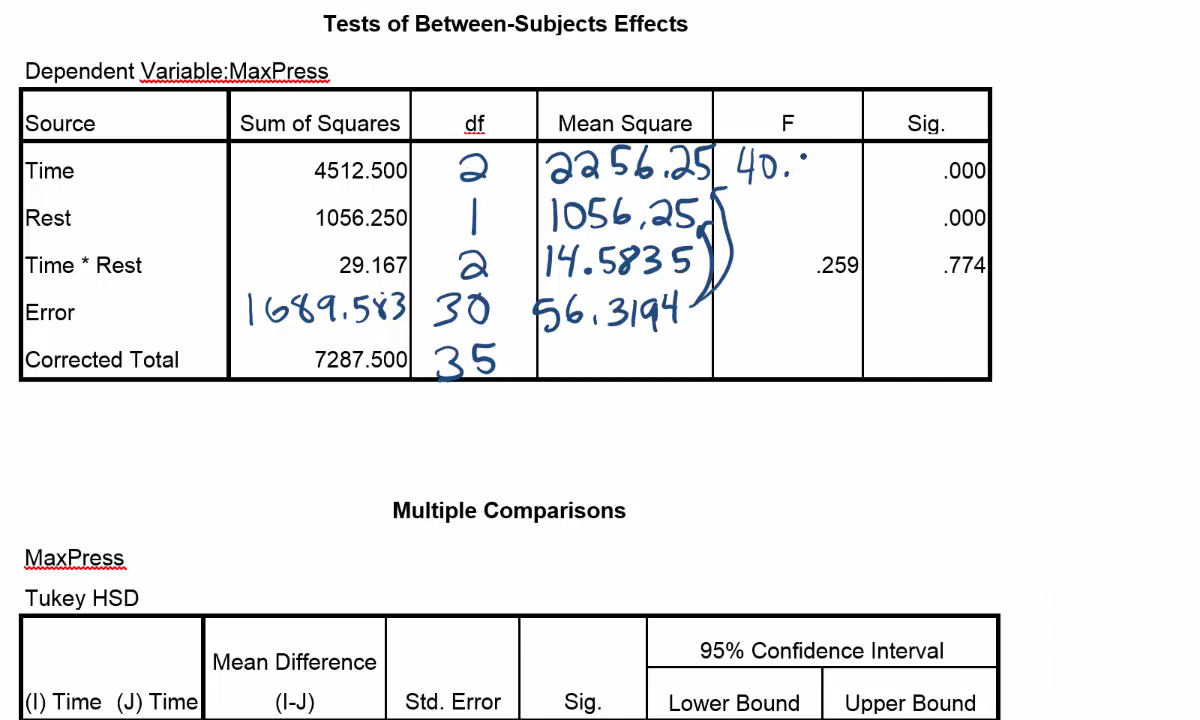 Tests of Between-Subjects Effects
Dependent Variable:MaxPress
Source Sum of Squares df Mean Square F Sig.
Time 4512.500 2 2256.25 40. .000
Rest 1056.250 1 1056.25 .000
Time * Rest 29.167 2 14.5835 .259 .774
Error 1689.583 30 56.3194
Corrected Total 7287.500 35
Multiple Comparisons
MaxPress
Tukey HSD
(I) Time (J) Time Mean Difference (I-J) Std. Error Sig. 95% Confidence Interval
Lower Bound Upper Bound